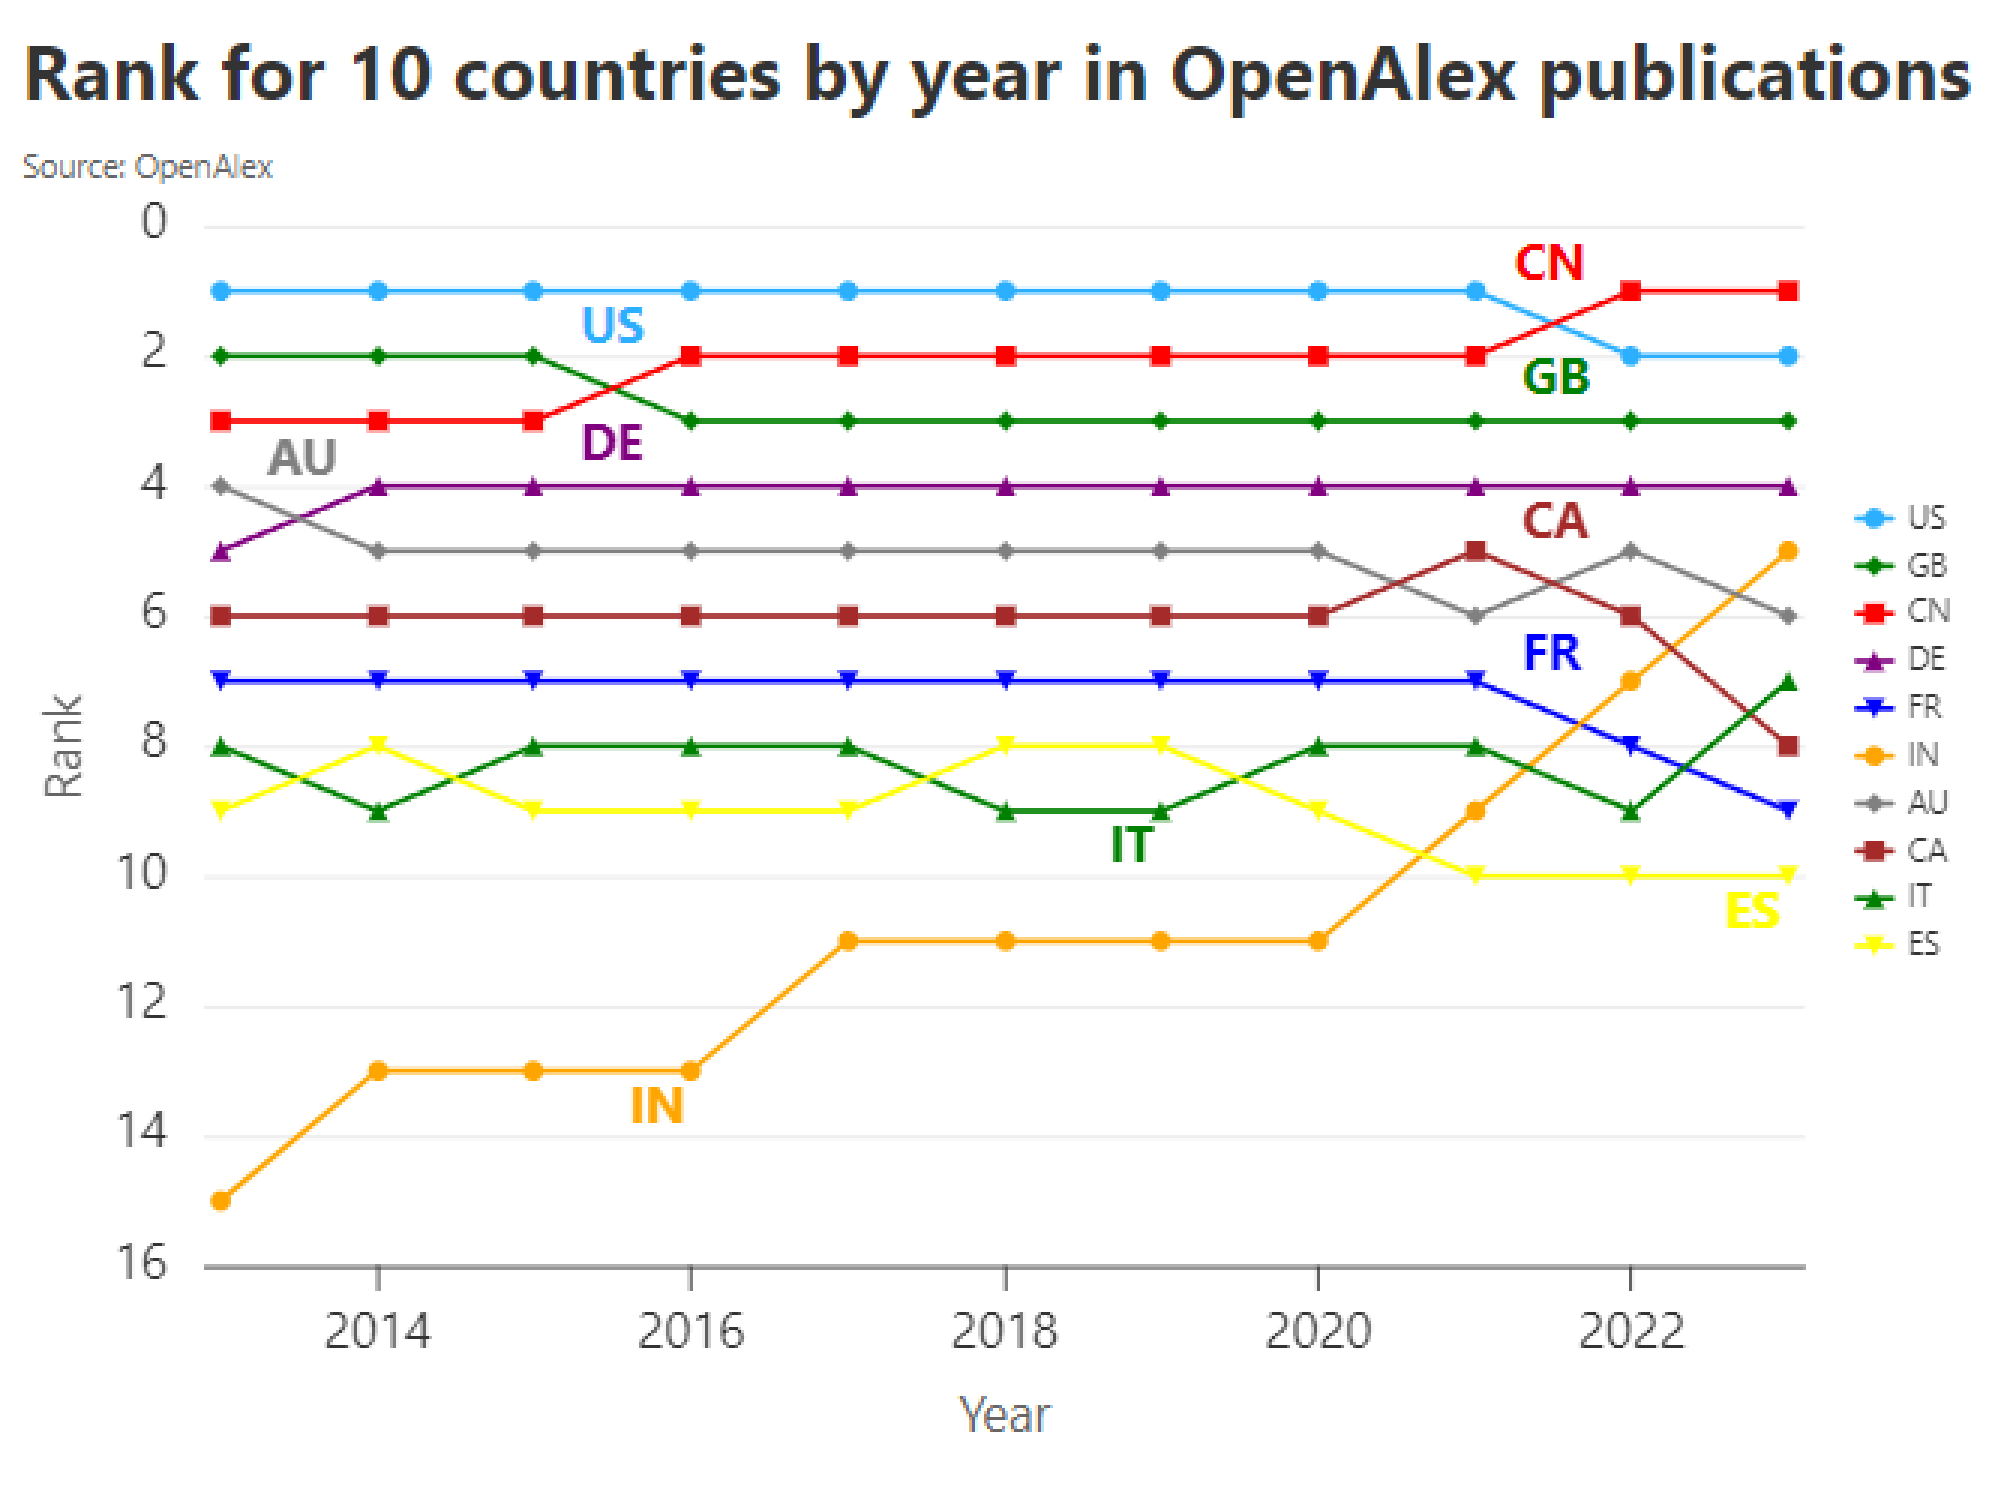 Rank for 10 countries by year in OpenAlex publications
Source: OpenAlex
0
CN
US
2
GB
DE
AU
4
CA
US
GB
6
CN
FR
DE
Rank
FR
8
IN
AU
IT
CA
10
ES
IT
ES
12
IN
14
16
2014 2016 2018 2020 2022
Year